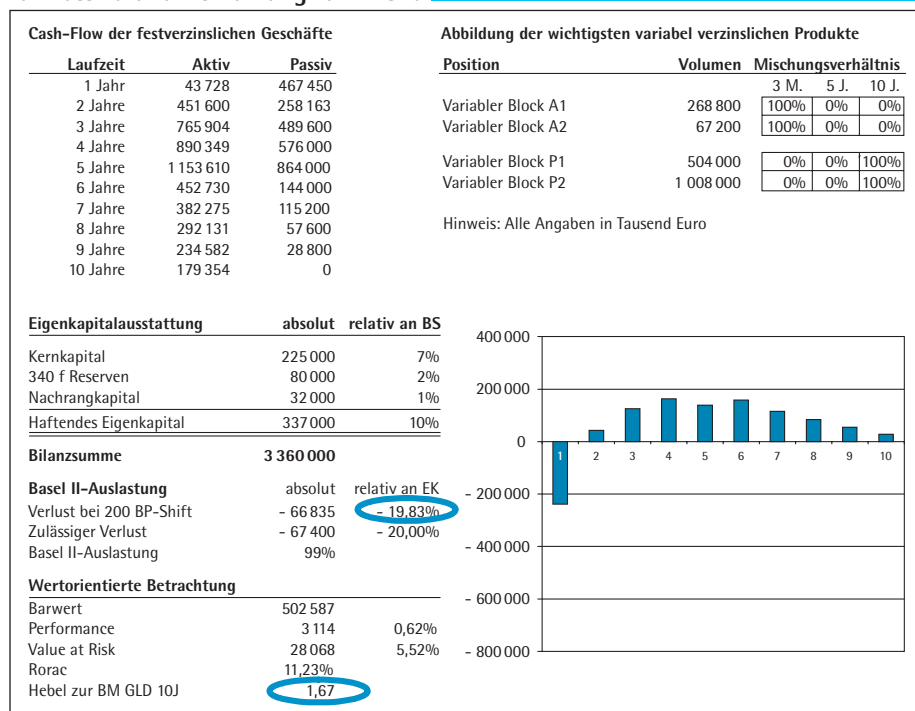 Cash-Flow der festverzinslichen Geschäfte
Laufzeit Aktiv Passiv
1 Jahr 43 728 467 450
2 Jahre 451 600 258 163
3 Jahre 765 904 489 600
4 Jahre 890 349 576 000
5 Jahre 1 153 610 864 000
6 Jahre 452 730 144 000
7 Jahre 382 275 115 200
8 Jahre 292 131 57 600
9 Jahre 234 582 28 800
10 Jahre 179 354 0
Abbildung der wichtigsten variabel verzinslichen Produkte
Position Volumen Mischungsverhältnis
3 M. 5 J. 10 J.
Variabler Block A1 268 800 100% 0% 0%
Variabler Block A2 67 200 100% 0% 0%
Variabler Block P1 504 000 0% 0% 100%
Variabler Block P2 1 008 000 0% 0% 100%
Hinweis: Alle Angaben in Tausend Euro
Eigenkapitalausstattung absolut relativ an BS
Kernkapital 225 000 7%
340 f Reserven 80 000 2%
Nachrangkapital 32 000 1%
Haftendes Eigenkapital 337 000 10%
Bilanzsumme 3 360 000
Basel II-Auslastung absolut relativ an EK
Verlust bei 200 BP-Shift - 66 835 - 19,83%
Zulässiger Verlust - 67 400 - 20,00%
Basel II-Auslastung 99%
Wertorientierte Betrachtung
Barwert 502 587
Performance 3 114 0,62%
Value at Risk 28 068 5,52%
Rorac 11,23%
Hebel zur BM GLD 10J 1,67
400 000
200 000
0
- 200 000
- 400 000
- 600 000
- 800 000
1 2 3 4 5 6 7 8 9 10